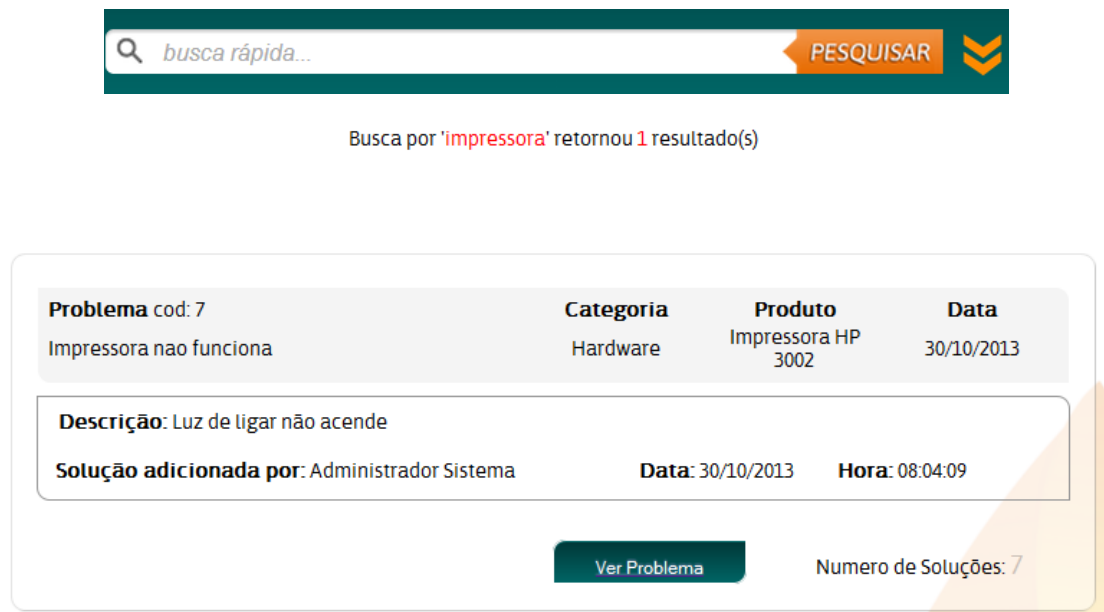 busca rápida...
PESQUISAR
Busca por 'impressora' retornou 1 resultado(s)
Problema cod: 7 Categoria Produto Data
Impressora nao funciona Hardware Impressora HP 3002 30/10/2013
Descrição: Luz de ligar não acende
Solução adicionada por: Administrador Sistema Data: 30/10/2013 Hora: 08:04:09
Ver Problema Numero de Soluções: 7